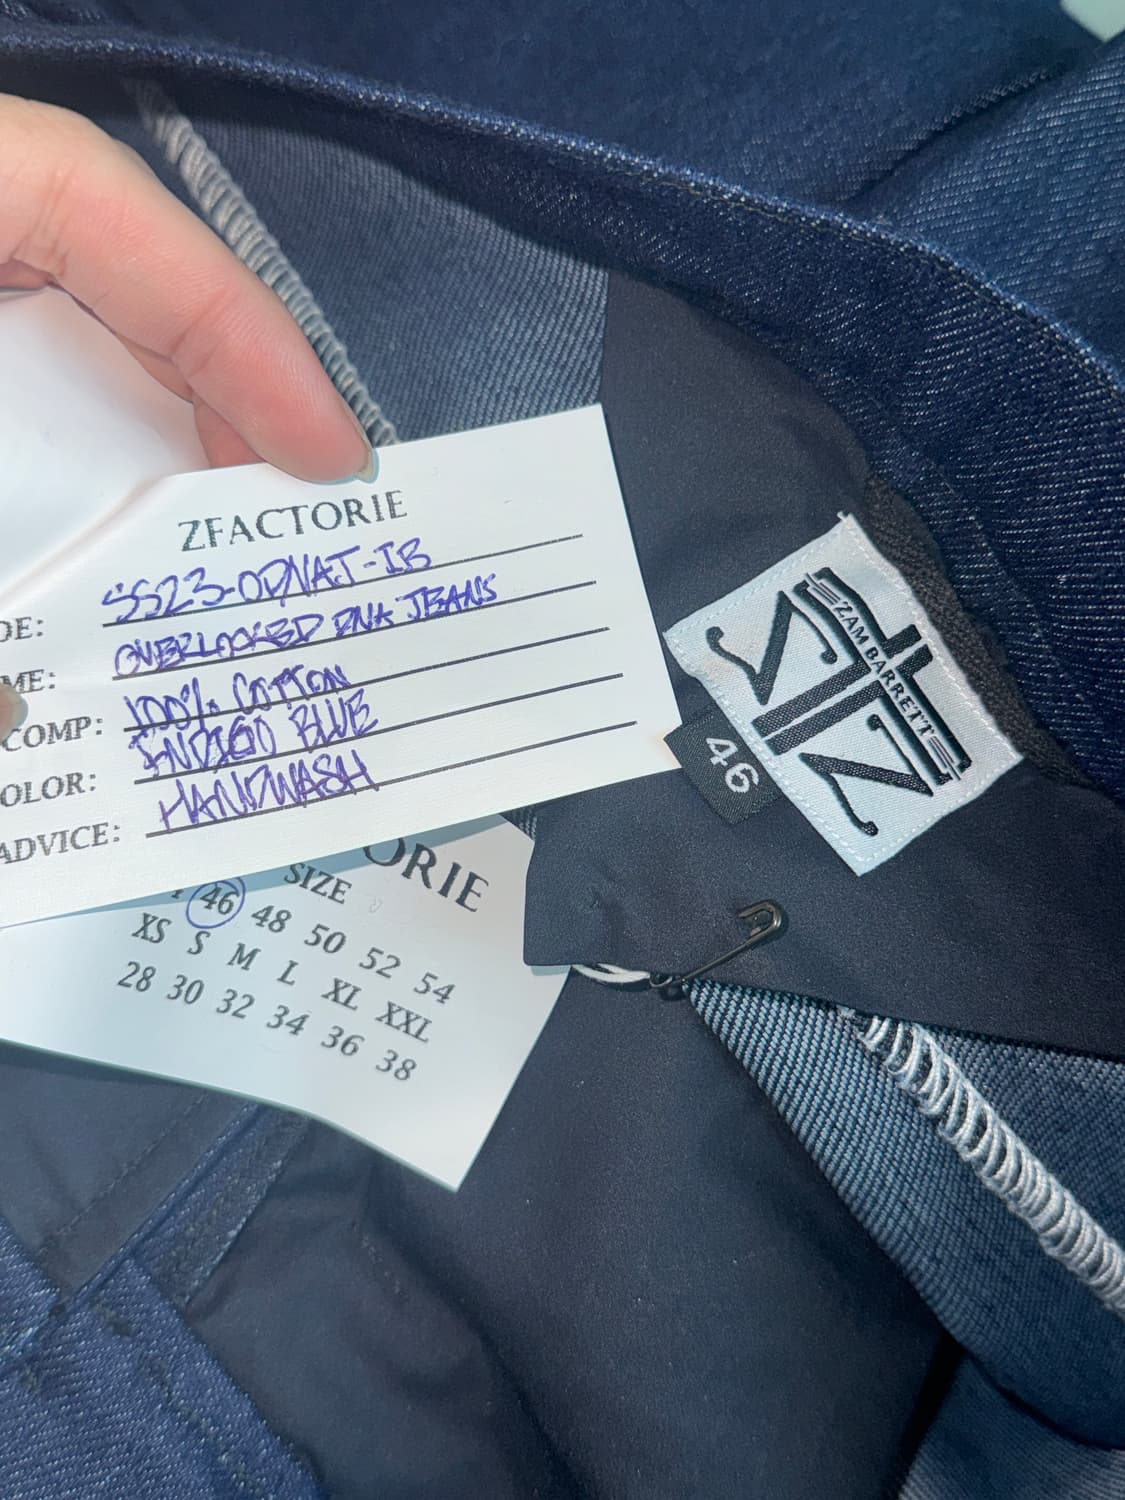 ZFACTORIE
DE: SS23-ODNAJ-IB
ME: OVERLOCKED DNA JEANS
COMP: 100% COTTON
OLOR: INDIGO BLUE
ADVICE: HANDWASH
ORIE
SIZE
46 48 50 52 54
XS S M L XL XXL
28 30 32 34 36 38
ZAM BARRETT
46